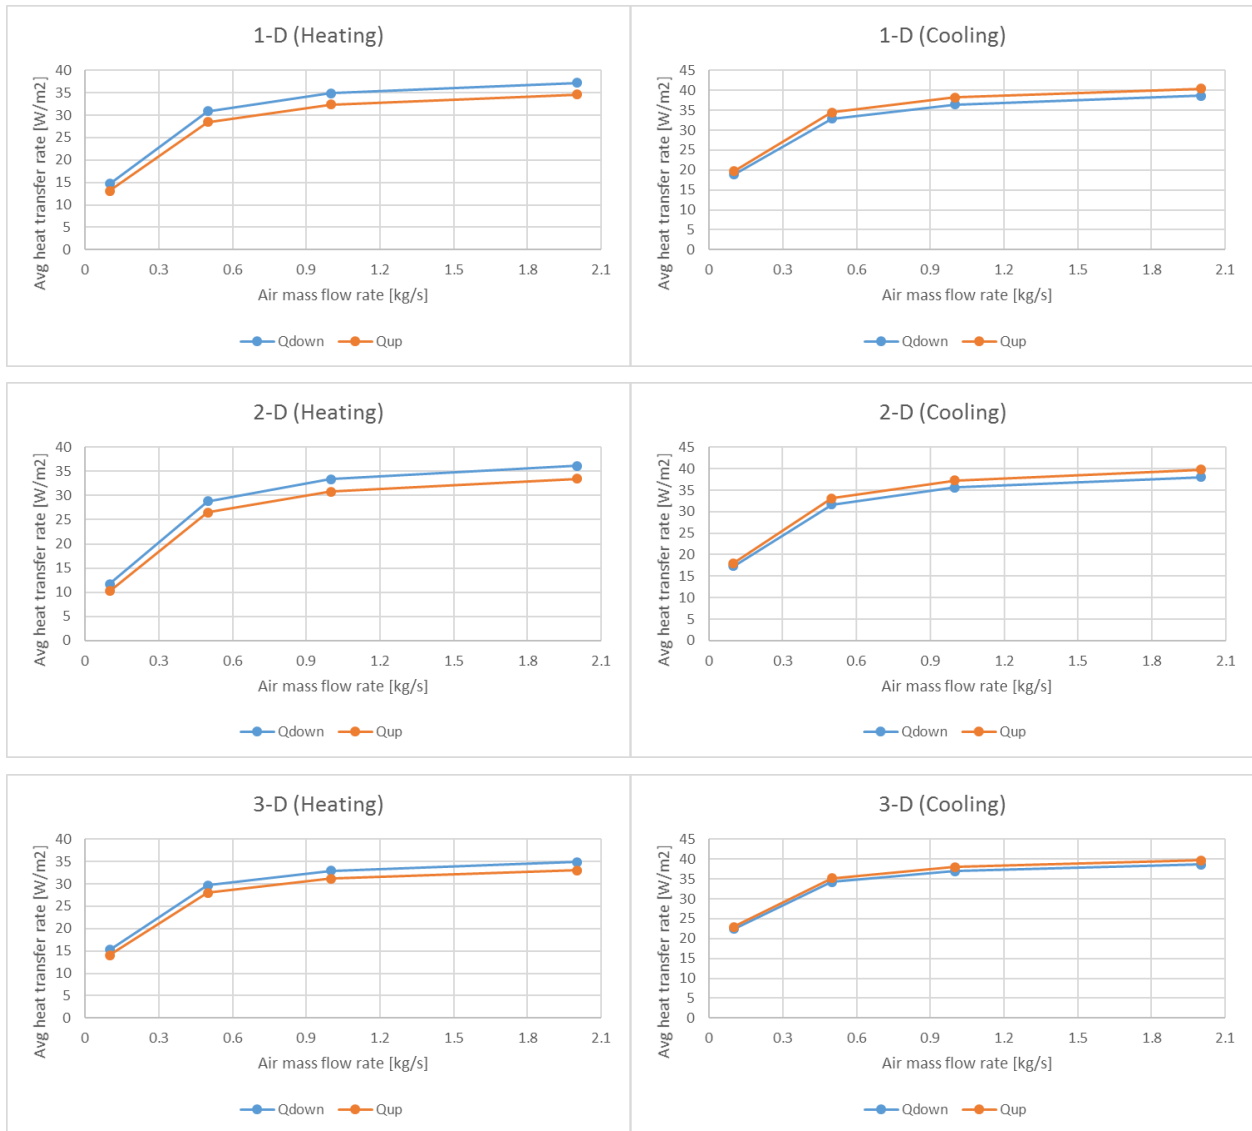 1-D (Heating)
Avg heat transfer rate [W/m2]
40
35
30
25
20
15
10
5
0
0 0.3 0.6 0.9 1.2 1.5 1.8 2.1
Air mass flow rate [kg/s]
Qdown Qup
1-D (Cooling)
Avg heat transfer rate [W/m2]
45
40
35
30
25
20
15
10
5
0
0 0.3 0.6 0.9 1.2 1.5 1.8 2.1
Air mass flow rate [kg/s]
Qdown Qup
2-D (Heating)
Avg heat transfer rate [W/m2]
40
35
30
25
20
15
10
5
0
0 0.3 0.6 0.9 1.2 1.5 1.8 2.1
Air mass flow rate [kg/s]
Qdown Qup
2-D (Cooling)
Avg heat transfer rate [W/m2]
45
40
35
30
25
20
15
10
5
0
0 0.3 0.6 0.9 1.2 1.5 1.8 2.1
Air mass flow rate [kg/s]
Qdown Qup
3-D (Heating)
Avg heat transfer rate [W/m2]
40
35
30
25
20
15
10
5
0
0 0.3 0.6 0.9 1.2 1.5 1.8 2.1
Air mass flow rate [kg/s]
Qdown Qup
3-D (Cooling)
Avg heat transfer rate [W/m2]
45
40
35
30
25
20
15
10
5
0
0 0.3 0.6 0.9 1.2 1.5 1.8 2.1
Air mass flow rate [kg/s]
Qdown Qup